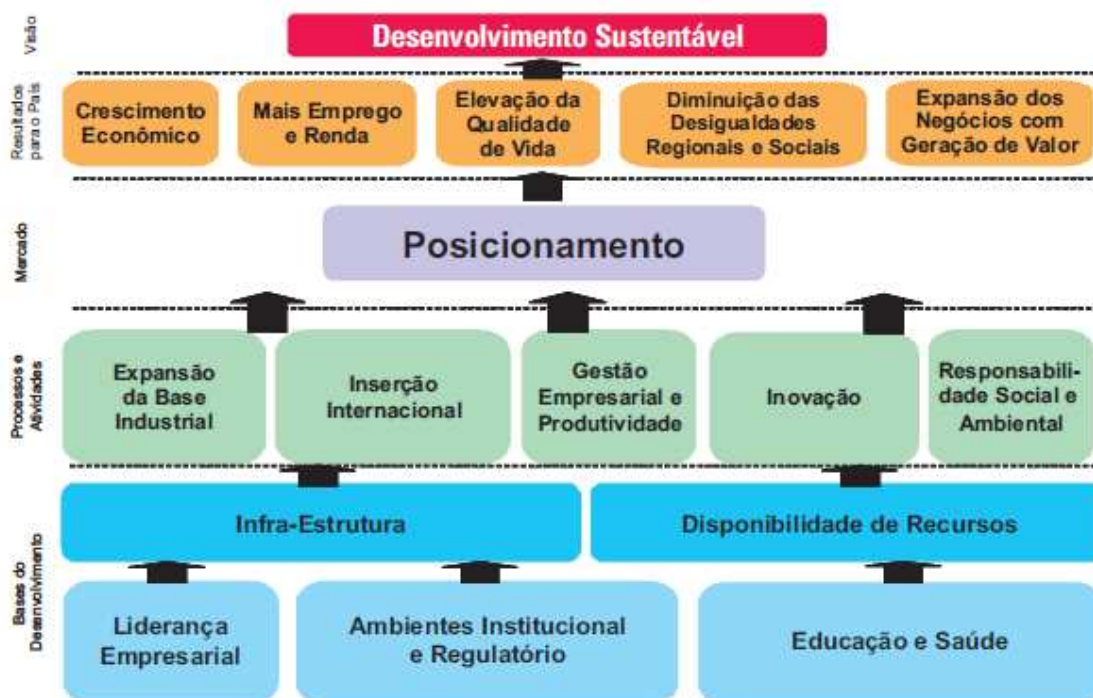 Visão
Desenvolvimento Sustentável
Resultados
para o País
Crescimento
Econômico
Mais Emprego
e Renda
Elevação da
Qualidade
de Vida
Diminuição das
Desigualdades
Regionais e Sociais
Expansão dos
Negócios com
Geração de Valor
Mercado
Posicionamento
Processos e
Atividades
Expansão
da Base
Industrial
Inserção
Internacional
Gestão
Empresarial e
Produtividade
Inovação
Responsabili-
dade Social e
Ambiental
Bases do
Desenvolvimento
Infra-Estrutura
Disponibilidade de Recursos
Liderança
Empresarial
Ambientes Institucional
e Regulatório
Educação e Saúde